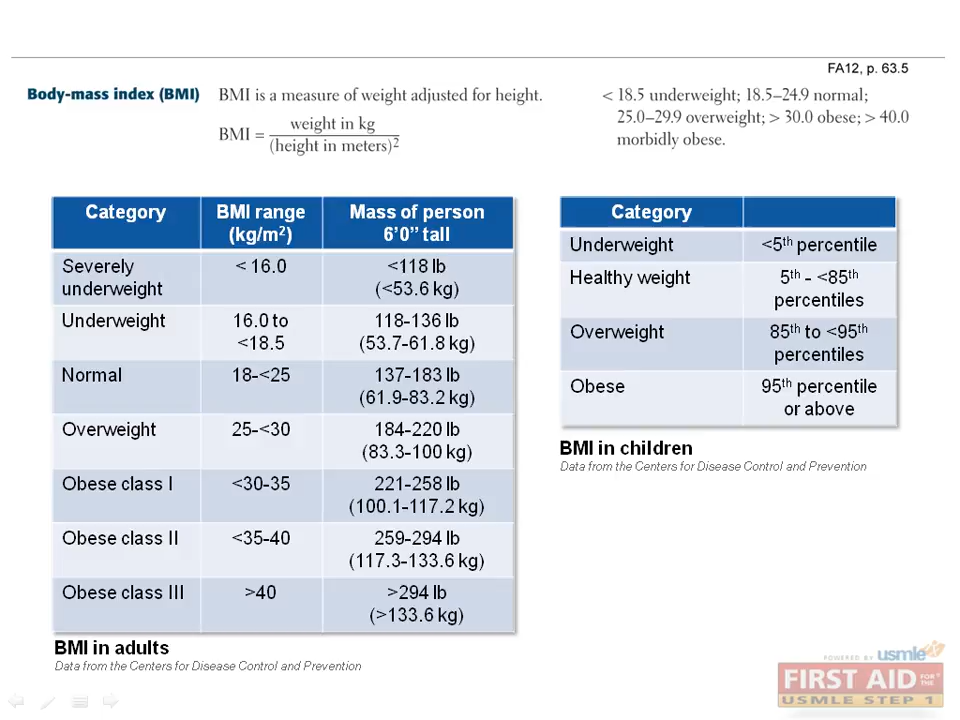 FA12, p. 63.5
Body-mass index (BMI) BMI is a measure of weight adjusted for height. < 18.5 underweight; 18.5–24.9 normal;
25.0–29.9 overweight; > 30.0 obese; > 40.0
morbidly obese.
BMI = weight in kg
(height in meters)²
Category BMI range Mass of person
(kg/m²) 6’0’’ tall
Severely < 16.0 <118 lb
underweight (<53.6 kg)
Underweight 16.0 to 118-136 lb
<18.5 (53.7-61.8 kg)
Normal 18-<25 137-183 lb
(61.9-83.2 kg)
Overweight 25-<30 184-220 lb
(83.3-100 kg)
Obese class I <30-35 221-258 lb
(100.1-117.2 kg)
Obese class II <35-40 259-294 lb
(117.3-133.6 kg)
Obese class III >40 >294 lb
(>133.6 kg)
BMI in adults
Data from the Centers for Disease Control and Prevention
Category
Underweight <5th percentile
Healthy weight 5th - <85th
percentiles
Overweight 85th to <95th
percentiles
Obese 95th percentile
or above
BMI in children
Data from the Centers for Disease Control and Prevention
POWERED BY usmle
FIRST AID FOR THE
USMLE STEP 1